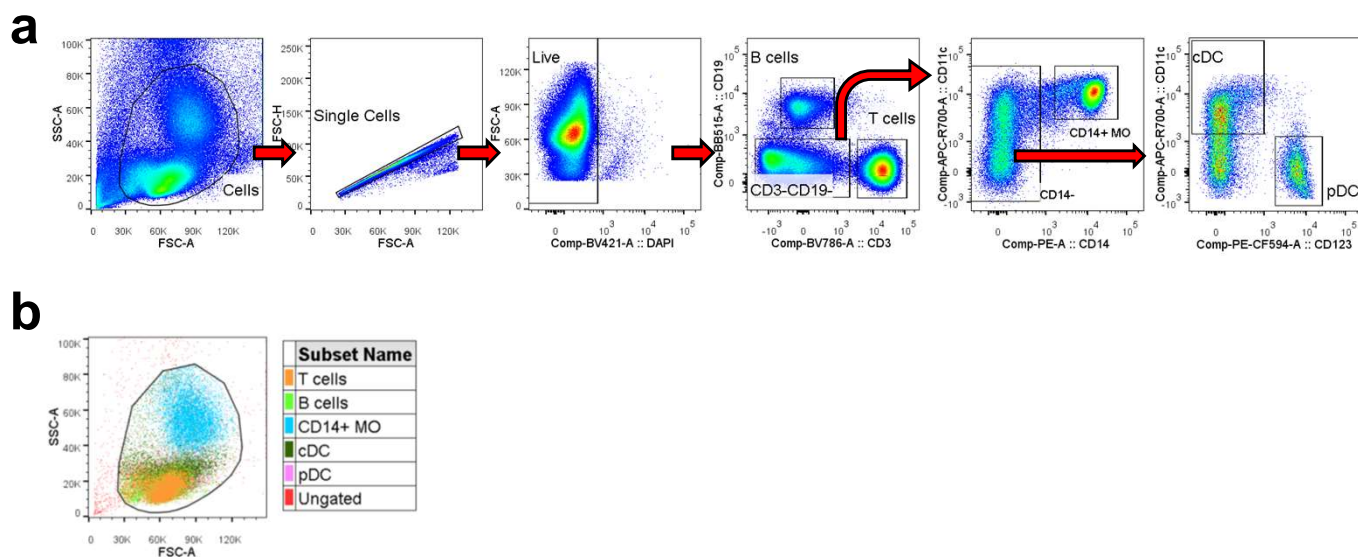 a
100K
80K
60K
40K
20K
0
SSC-A
Cells
0 30K 60K 90K 120K
FSC-A
250K
200K
150K
100K
50K
0
FSC-H
Single Cells
0 30K 60K 90K 120K
FSC-A
Live
120K
90K
60K
30K
0
FSC-A
0 10^3 10^4 10^5
Comp-BV421-A :: DAPI
B cells
T cells
CD3-CD19-
10^5
10^4
10^3
0
Comp-BB515-A :: CD19
-10^3 0 10^3 10^4 10^5
Comp-BV786-A :: CD3
10^5
10^4
10^3
0
-10^3
Comp-APC-R700-A :: CD11c
CD14+ MO
CD14-
0 10^3 10^4 10^5
Comp-PE-A :: CD14
cDC
pDC
10^5
10^4
10^3
0
-10^3
Comp-APC-R700-A :: CD11c
0 10^3 10^4 10^5
Comp-PE-CF594-A :: CD123
b
100K
80K
60K
40K
20K
0
SSC-A
0 30K 60K 90K 120K
FSC-A
Subset Name
T cells
B cells
CD14+ MO
cDC
pDC
Ungated